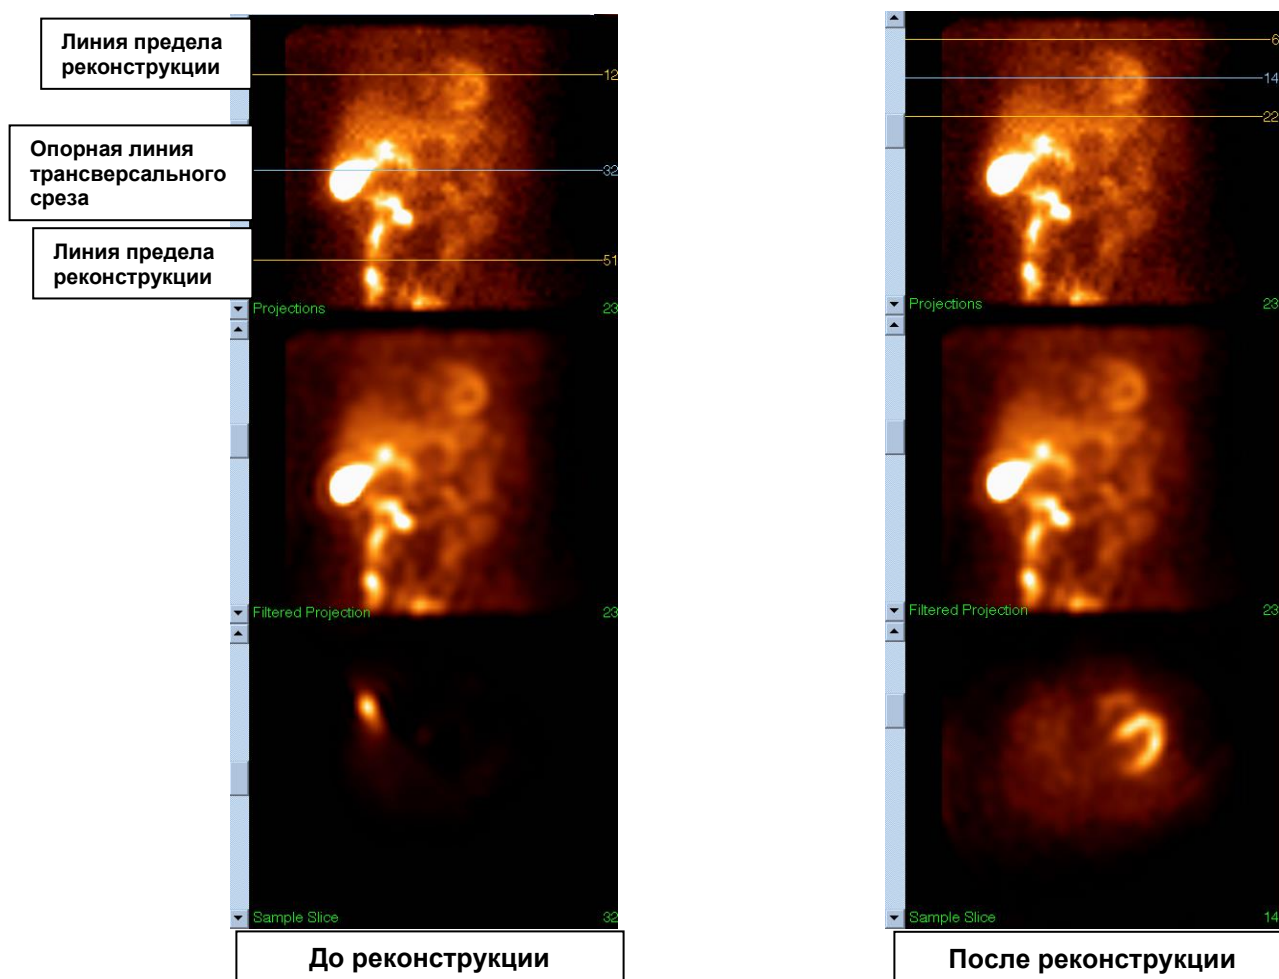 Линия предела
реконструкции
Опорная линия
трансверсального
среза
Линия предела
реконструкции
12
32
51
Projections 23
Filtered Projection 23
Sample Slice 32
До реконструкции
6
14
22
Projections 23
Filtered Projection 23
Sample Slice 14
После реконструкции